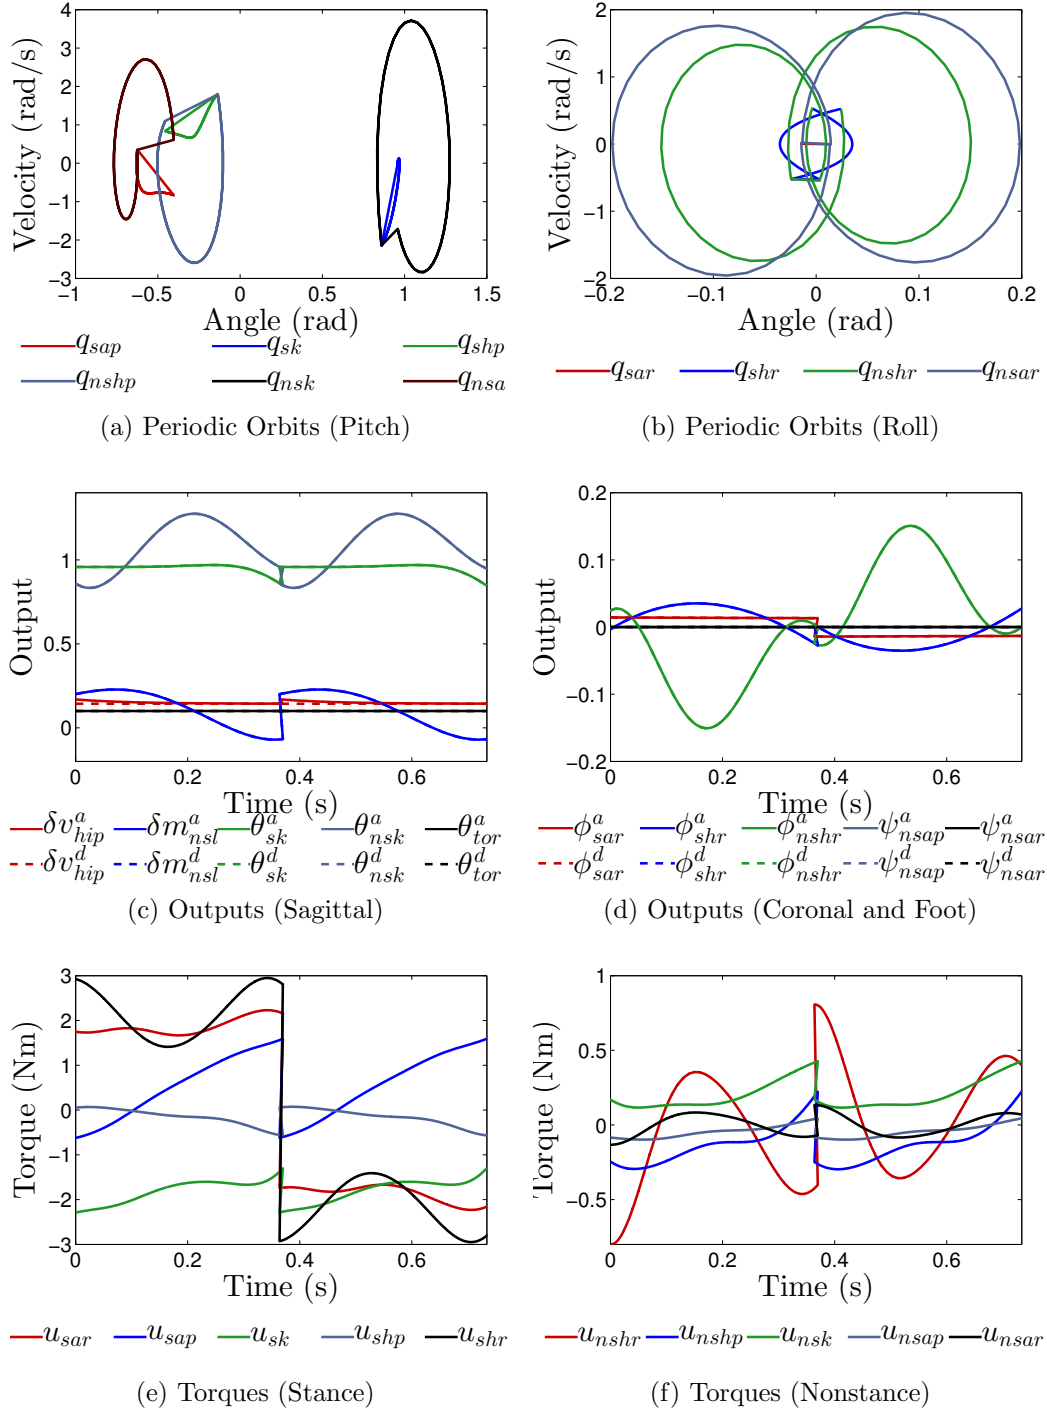 4
3
2
1
0
−1
−2
−3
−1 −0.5 0 0.5 1 1.5
Velocity (rad/s)
Angle (rad)
q_sap q_sk q_shp
q_nshp q_nsk q_nsa
(a) Periodic Orbits (Pitch)
2
1
0
−1
−2
−0.2 −0.1 0 0.1 0.2
Velocity (rad/s)
Angle (rad)
q_sar q_shr q_nshr q_nsar
(b) Periodic Orbits (Roll)
1
0.5
0
0 0.2 0.4 0.6
Output
Time (s)
δv^a_hip δm^a_nsl θ^a_sk θ^a_nsk θ^a_tor
δv^d_hip δm^d_nsl θ^d_sk θ^d_nsk θ^d_tor
(c) Outputs (Sagittal)
0.2
0.1
0
−0.1
−0.2
0 0.2 0.4 0.6
Output
Time (s)
ϕ^a_sar ϕ^a_shr ϕ^a_nshr ψ^a_nsap ψ^a_nsar
ϕ^d_sar ϕ^d_shr ϕ^d_nshr ψ^d_nsap ψ^d_nsar
(d) Outputs (Coronal and Foot)
3
2
1
0
−1
−2
−3
0 0.2 0.4 0.6
Torque (Nm)
Time (s)
u_sar u_sap u_sk u_shp u_shr
(e) Torques (Stance)
1
0.5
0
−0.5
0 0.2 0.4 0.6
Torque (Nm)
Time (s)
u_nshr u_nshp u_nsk u_nsap u_nsar
(f) Torques (Nonstance)